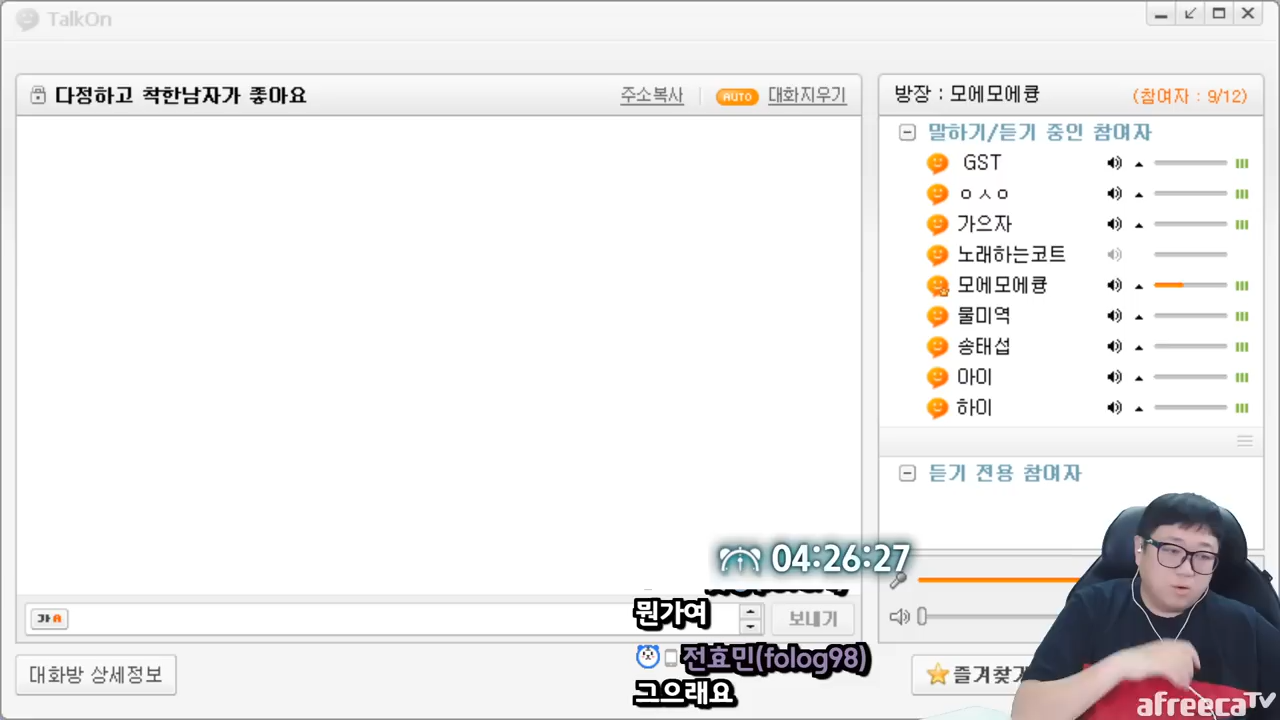 TalkOn
다정하고 착한남자가 좋아요
주소복사
AUTO
대화지우기
방장 : 모에모에큥
(참여자 : 9/12)
말하기/듣기 중인 참여자
GST
ㅇㅅㅇ
가으자
노래하는코트
모에모에큥
물미역
송태섭
아이
하이
듣기 전용 참여자
04:26:27
가A
뭔가여
보내기
전효민(folog98)
그으래요
대화방 상세정보
즐겨찾기
afreecaTV